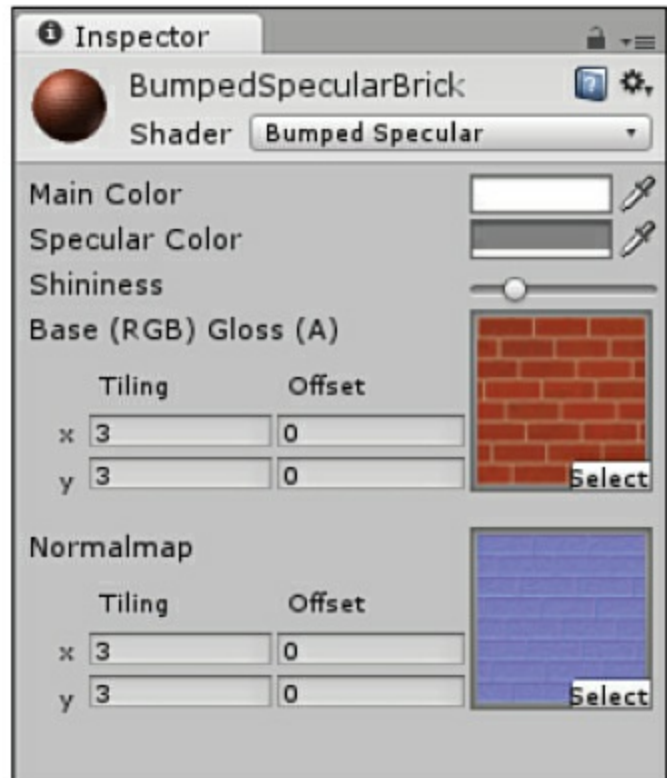 Inspector
BumpedSpecularBrick
Shader Bumped Specular
Main Color
Specular Color
Shininess
Base (RGB) Gloss (A)
Tiling Offset
x 3 0
y 3 0
Select
Normalmap
Tiling Offset
x 3 0
y 3 0
Select